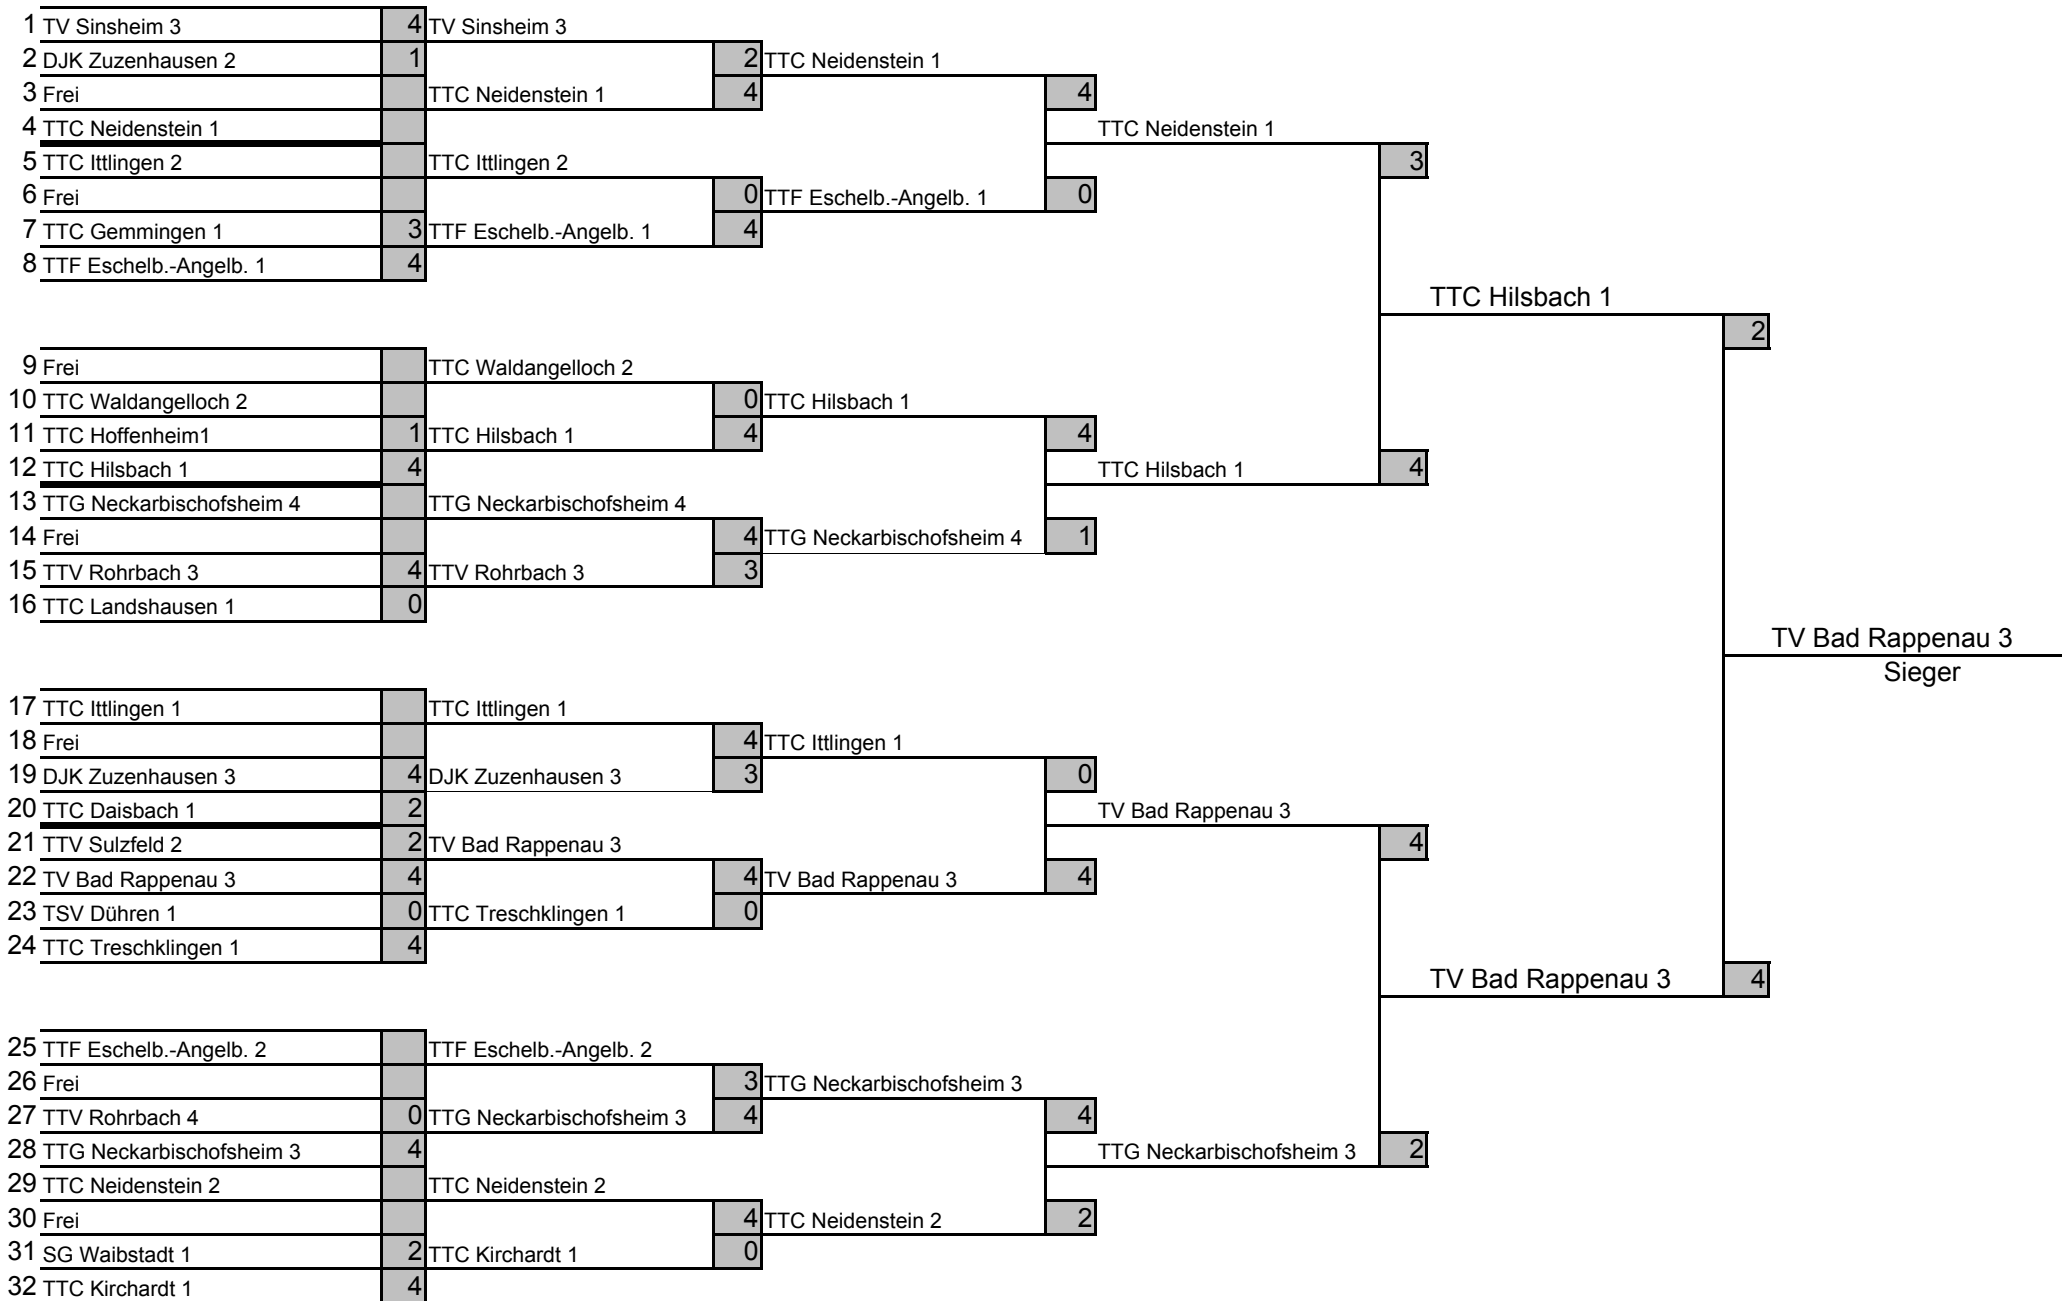 1 TV Sinsheim 3 4 TV Sinsheim 3
2 DJK Zuzenhausen 2 1 2 TTC Neidenstein 1
3 Frei TTC Neidenstein 1 4 4
4 TTC Neidenstein 1 TTC Neidenstein 1
5 TTC Ittlingen 2 TTC Ittlingen 2 3
6 Frei 0 TTF Eschelb.-Angelb. 1 0
7 TTC Gemmingen 1 3 TTF Eschelb.-Angelb. 1 4
8 TTF Eschelb.-Angelb. 1 4
TTC Hilsbach 1
2
9 Frei TTC Waldangelloch 2
10 TTC Waldangelloch 2 0 TTC Hilsbach 1
11 TTC Hoffenheim1 1 TTC Hilsbach 1 4 4
12 TTC Hilsbach 1 4 TTC Hilsbach 1 4
13 TTG Neckarbischofsheim 4 TTG Neckarbischofsheim 4
14 Frei 4 TTG Neckarbischofsheim 4 1
15 TTV Rohrbach 3 4 TTV Rohrbach 3 3
16 TTC Landshausen 1 0
TV Bad Rappenau 3
Sieger
17 TTC Ittlingen 1 TTC Ittlingen 1
18 Frei 4 TTC Ittlingen 1
19 DJK Zuzenhausen 3 4 DJK Zuzenhausen 3 3 0
20 TTC Daisbach 1 2 TV Bad Rappenau 3
21 TTV Sulzfeld 2 2 TV Bad Rappenau 3 4
22 TV Bad Rappenau 3 4 4 TV Bad Rappenau 3 4
23 TSV Dühren 1 0 TTC Treschklingen 1 0
24 TTC Treschklingen 1 4
TV Bad Rappenau 3 4
25 TTF Eschelb.-Angelb. 2 TTF Eschelb.-Angelb. 2
26 Frei 3 TTG Neckarbischofsheim 3
27 TTV Rohrbach 4 0 TTG Neckarbischofsheim 3 4 4
28 TTG Neckarbischofsheim 3 4 TTG Neckarbischofsheim 3 2
29 TTC Neidenstein 2 TTC Neidenstein 2
30 Frei 4 TTC Neidenstein 2 2
31 SG Waibstadt 1 2 TTC Kirchardt 1 0
32 TTC Kirchardt 1 4